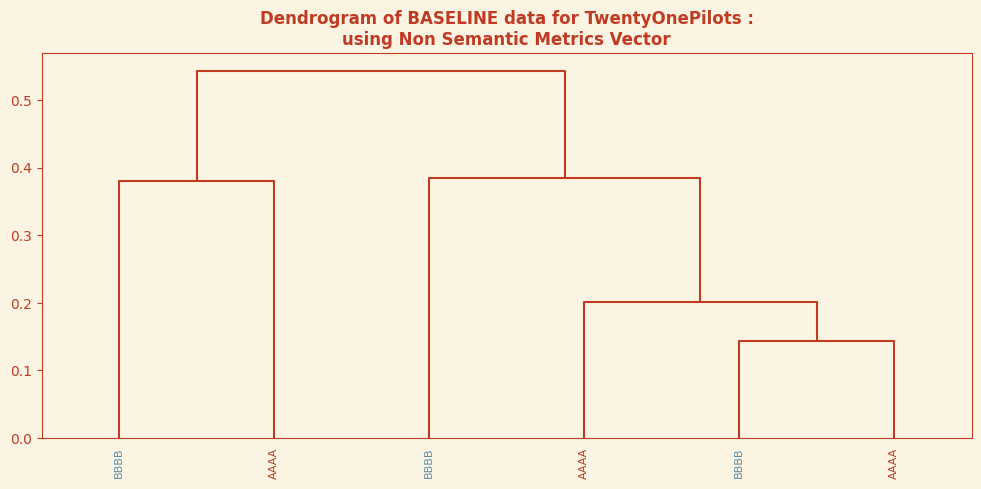 Dendrogram of BASELINE data for TwentyOnePilots :
using Non Semantic Metrics Vector
0.5
0.4
0.3
0.2
0.1
0.0
BBBB
AAAA
BBBB
AAAA
BBBB
AAAA